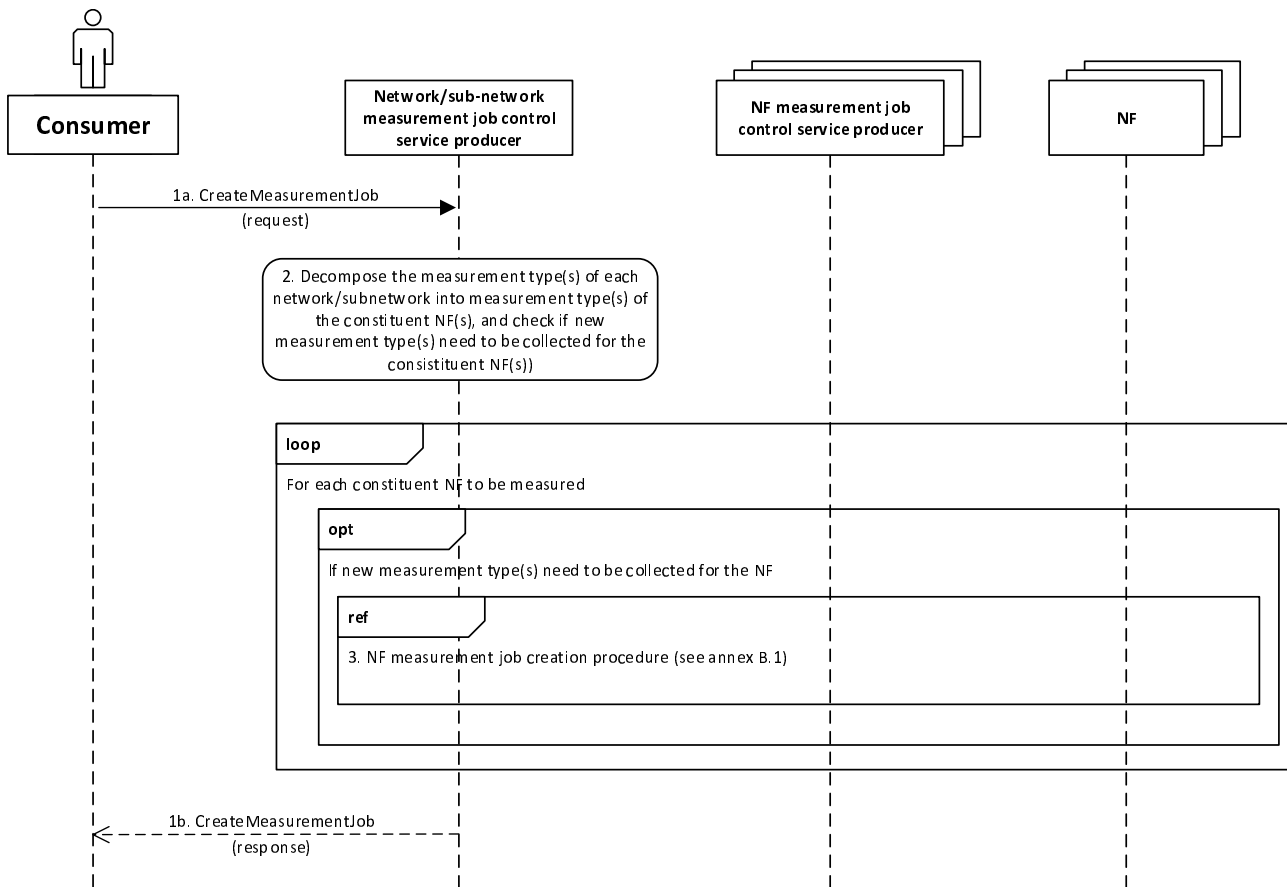 Consumer
Network/sub-network
measurement job control
service producer
NF measurement job
control service producer
NF
1a. CreateMeasurementJob
(request)
2. Decompose the measurement type(s) of each
network/subnetwork into measurement type(s) of
the constituent NF(s), and check if new
measurement type(s) need to be collected for the
consistituent NF(s))
loop
For each constituent NF to be measured
opt
If new measurement type(s) need to be collected for the NF
ref
3. NF measurement job creation procedure (see annex B.1)
1b. CreateMeasurementJob
(response)